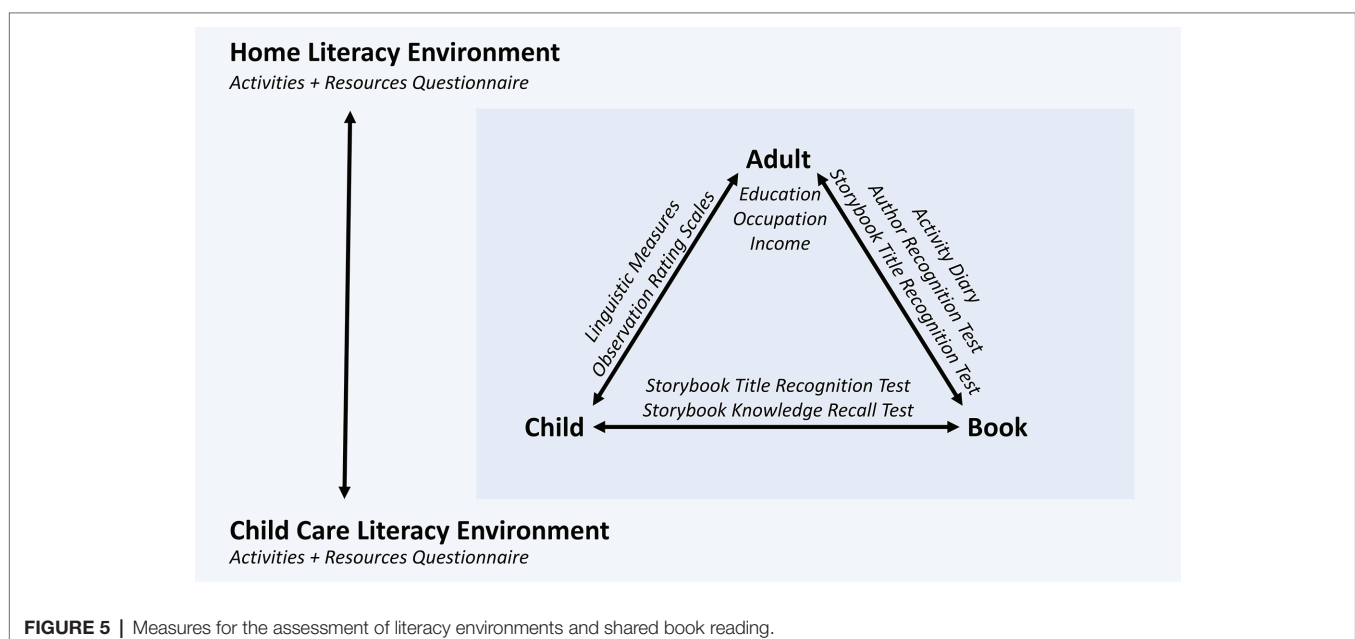 Home Literacy Environment
Activities + Resources Questionnaire
Adult
Education
Occupation
Income
Linguistic Measures
Observation Rating Scales
Activity Diary
Author Recognition Test
Storybook Title Recognition Test
Storybook Title Recognition Test
Storybook Knowledge Recall Test
Child
Book
Child Care Literacy Environment
Activities + Resources Questionnaire
FIGURE 5 | Measures for the assessment of literacy environments and shared book reading.